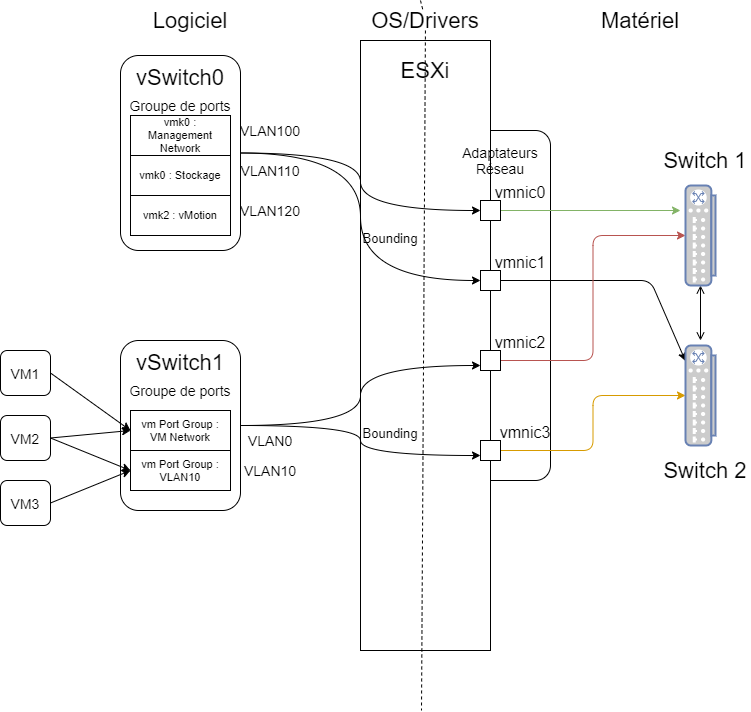 Logiciel
OS/Drivers
Matériel
vSwitch0
Groupe de ports
vmk0 :
Management
Network
vmk0 : Stockage
vmk2 : vMotion
VLAN100
VLAN110
VLAN120
ESXi
Adaptateurs
Réseau
vmnic0
Bounding
vmnic1
vmnic2
Bounding
vmnic3
Switch 1
Switch 2
vSwitch1
Groupe de ports
vm Port Group :
VM Network
vm Port Group :
VLAN10
VLAN0
VLAN10
VM1
VM2
VM3